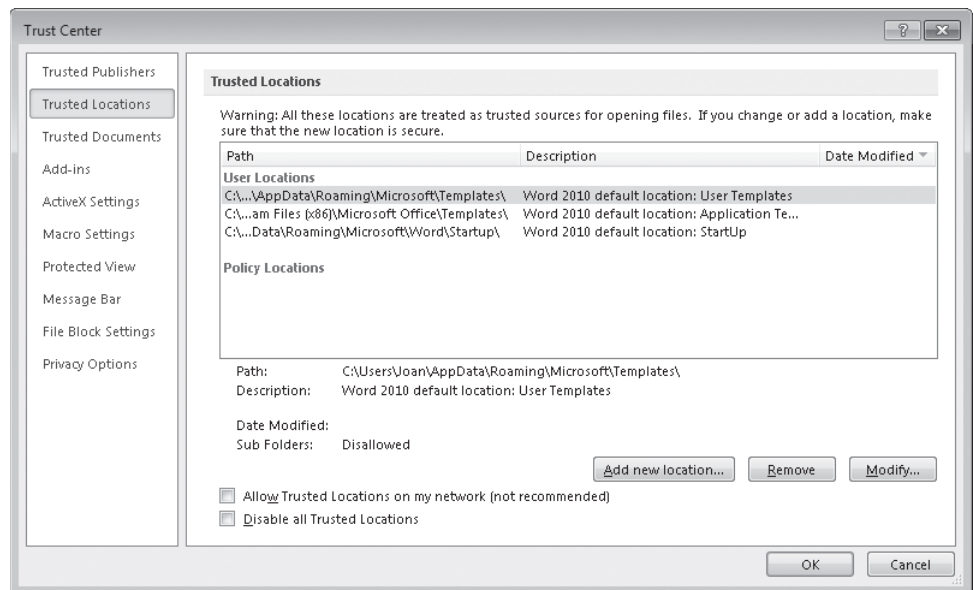 Trust Center
Trusted Publishers
Trusted Locations
Trusted Documents
Add-ins
ActiveX Settings
Macro Settings
Protected View
Message Bar
File Block Settings
Privacy Options
Trusted Locations
Warning: All these locations are treated as trusted sources for opening files. If you change or add a location, make
sure that the new location is secure.
Path Description Date Modified
User Locations
C:\...\AppData\Roaming\Microsoft\Templates\ Word 2010 default location: User Templates
C:\...am Files (x86)\Microsoft Office\Templates\ Word 2010 default location: Application Te...
C:\...Data\Roaming\Microsoft\Word\Startup\ Word 2010 default location: StartUp
Policy Locations
Path: C:\Users\Joan\AppData\Roaming\Microsoft\Templates\
Description: Word 2010 default location: User Templates
Date Modified:
Sub Folders: Disallowed
Add new location... Remove Modify...
Allow Trusted Locations on my network (not recommended)
Disable all Trusted Locations
OK Cancel